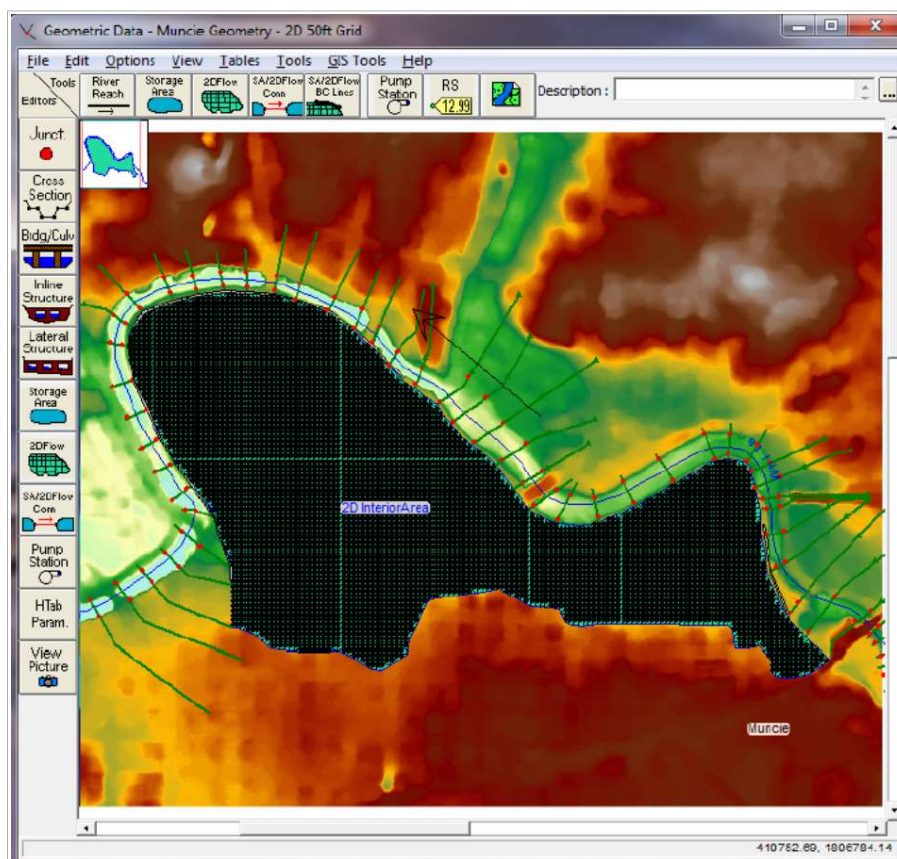 Geometric Data - Muncie Geometry - 2D 50ft Grid
File Edit Options View Tables Tools GIS Tools Help
Tools
Editors
River
Reach
Storage
Area
2DFlow
SA/2DFlow
Conn
SA/2DFlow
BC Lines
Pump
Station
RS
12.99
Description :
...
Junct.
Cross
Section
Brdg/Culv
Inline
Structure
Lateral
Structure
Storage
Area
2DFlow
SA/2DFlow
Conn
Pump
Station
HTab
Param.
View
Picture
2D InteriorArea
Muncie
410752.69, 1806784.14